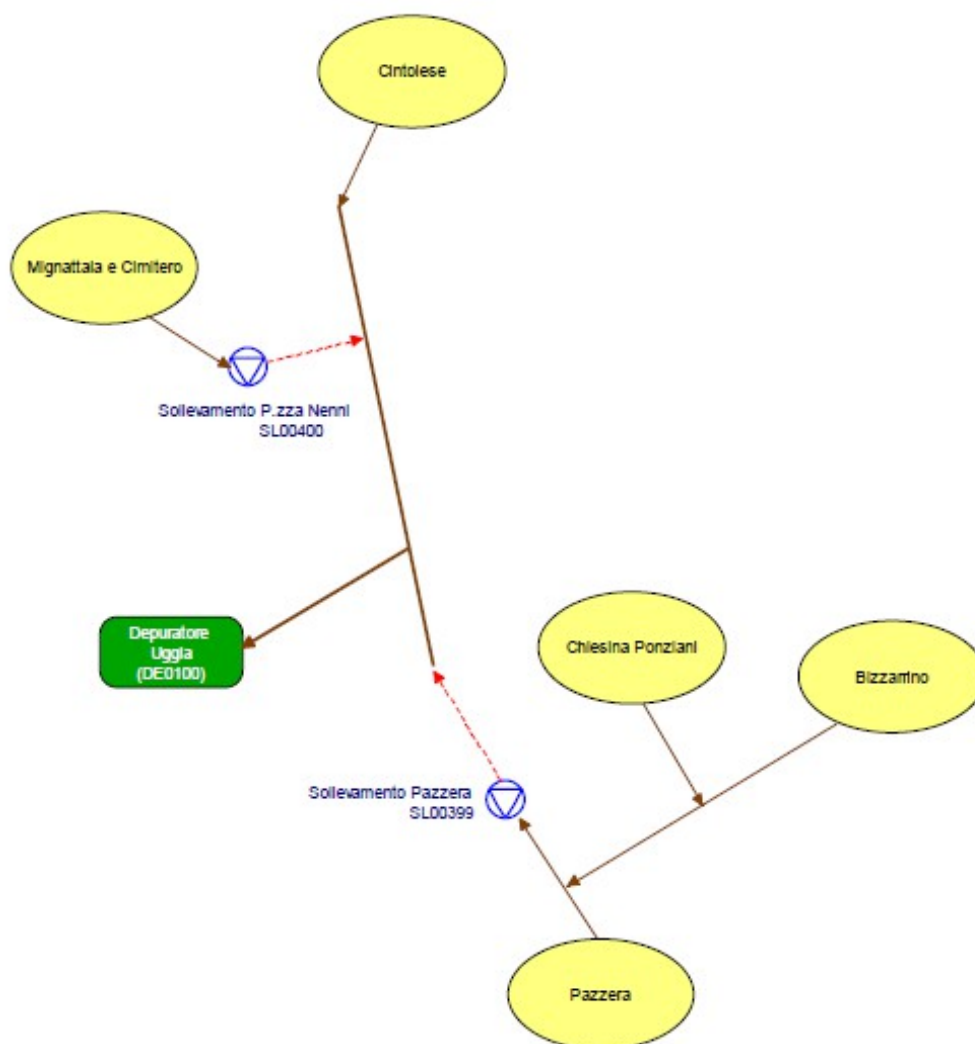 Cintolese
Mignattaia e Cimitero
Sollevamento P.zza Nenni
SL00400
Depuratore
Uggia
(DE0100)
Chiesina Ponziani
Bizzarrino
Sollevamento Pazzera
SL00399
Pazzera